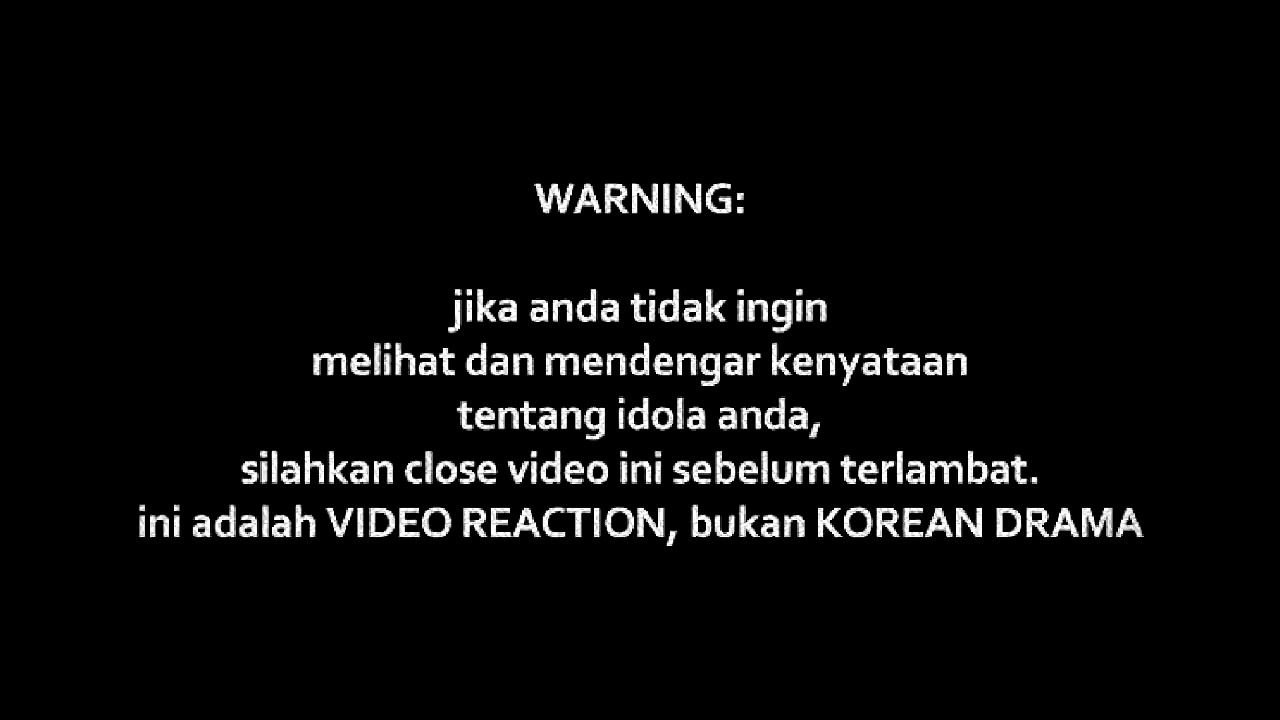 WARNING:
jika anda tidak ingin
melihat dan mendengar kenyataan
tentang idola anda,
silahkan close video ini sebelum terlambat.
ini adalah VIDEO REACTION, bukan KOREAN DRAMA